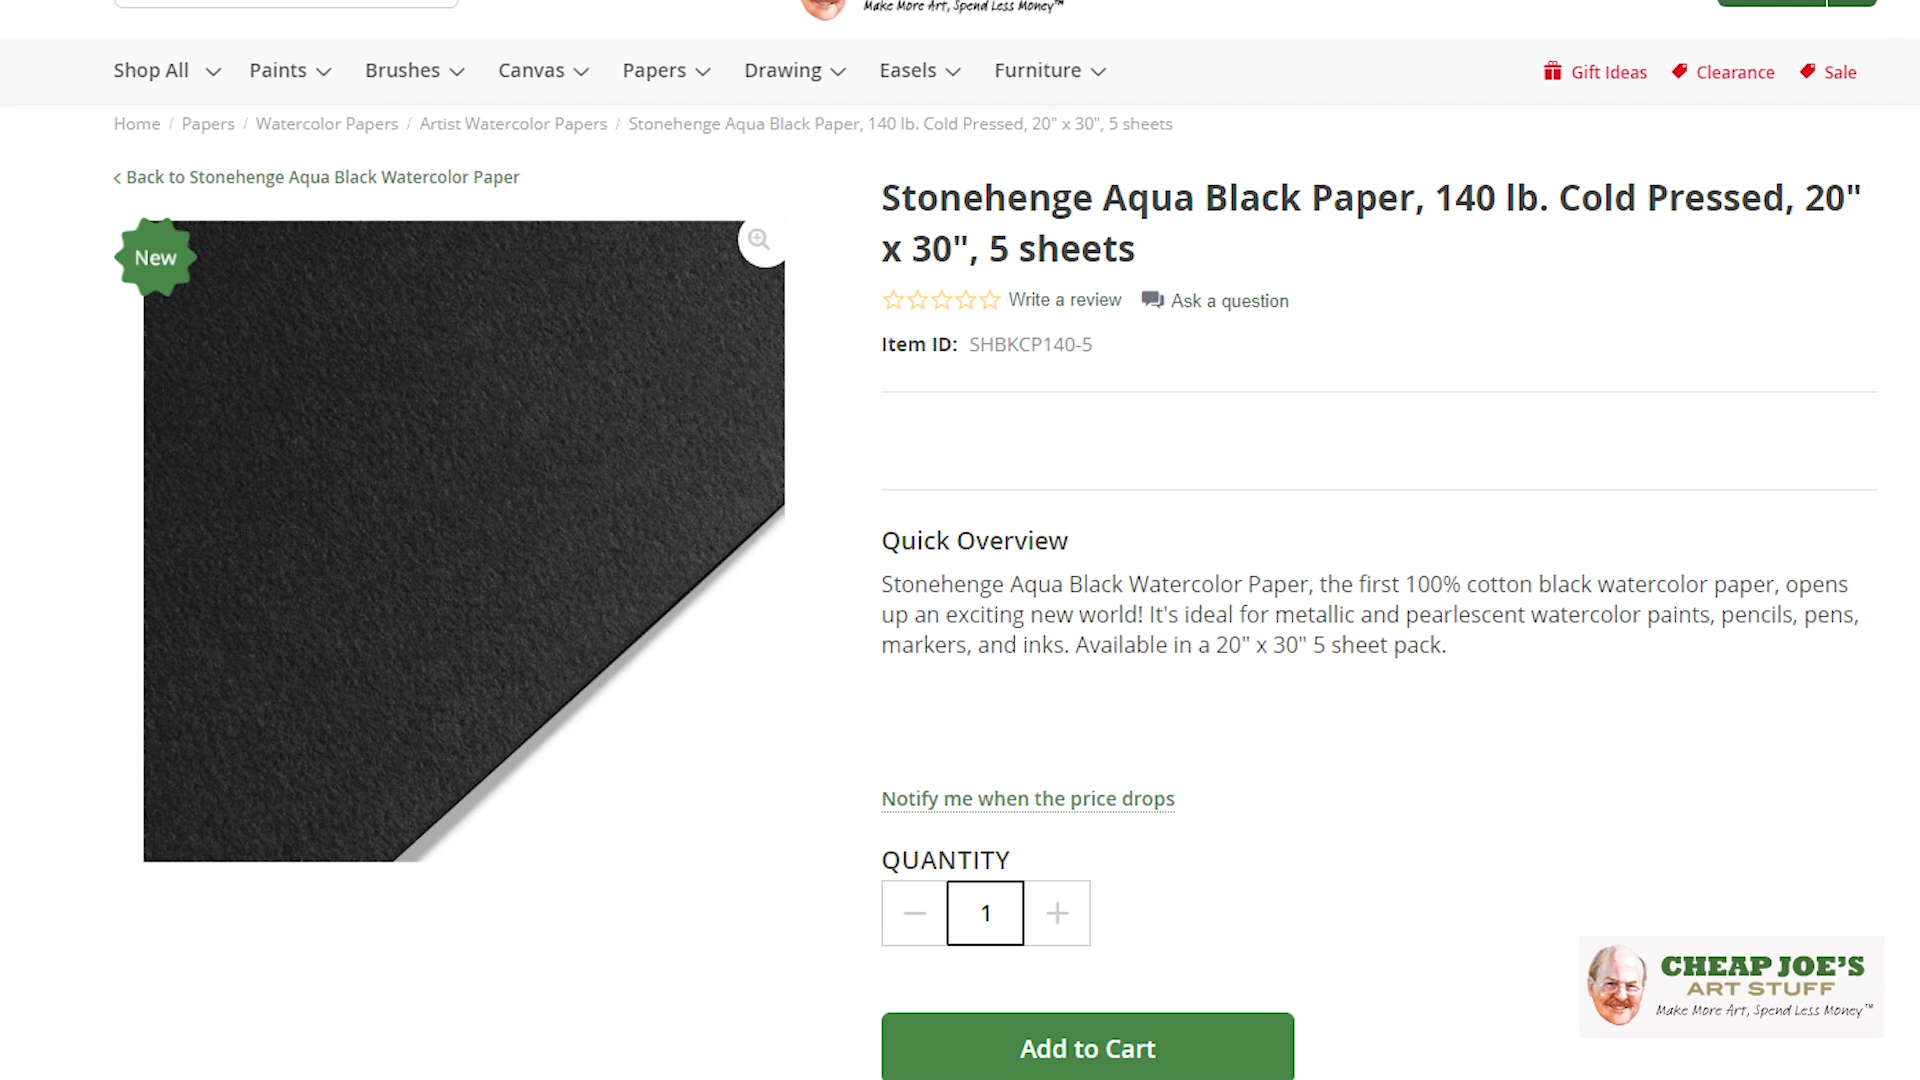 Make More Art, Spend Less Money™
Shop All Paints Brushes Canvas Papers Drawing Easels Furniture Gift Ideas Clearance Sale
Home / Papers / Watercolor Papers / Artist Watercolor Papers / Stonehenge Aqua Black Paper, 140 lb. Cold Pressed, 20" x 30", 5 sheets
< Back to Stonehenge Aqua Black Watercolor Paper
New
Stonehenge Aqua Black Paper, 140 lb. Cold Pressed, 20"
x 30", 5 sheets
Write a review Ask a question
Item ID: SHBKCP140-5
Quick Overview
Stonehenge Aqua Black Watercolor Paper, the first 100% cotton black watercolor paper, opens
up an exciting new world! It's ideal for metallic and pearlescent watercolor paints, pencils, pens,
markers, and inks. Available in a 20" x 30" 5 sheet pack.
Notify me when the price drops
QUANTITY
1
Add to Cart
CHEAP JOE'S
ART STUFF
Make More Art, Spend Less Money™